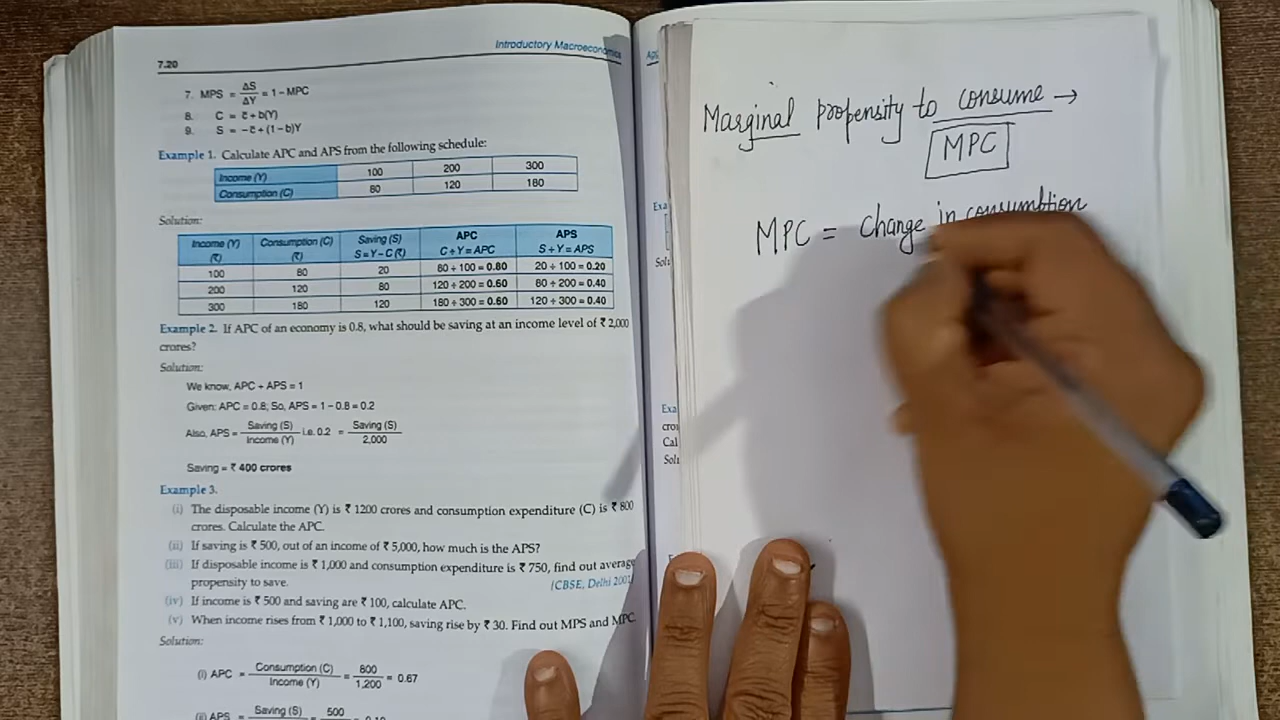 7.20
Introductory Macroeconomics
7. MPS = ΔS/ΔY = 1 – MPC
8. C = c̄ + b(Y)
9. S = –c̄ + (1 – b)Y
Example 1. Calculate APC and APS from the following schedule:
Income (Y) 100 200 300
Consumption (C) 80 120 180
Solution:
Income (Y) (₹) Consumption (C) (₹) Saving (S) S = Y – C (₹) APC C ÷ Y = APC APS S ÷ Y = APS
100 80 20 80 ÷ 100 = 0.80 20 ÷ 100 = 0.20
200 120 80 120 ÷ 200 = 0.60 80 ÷ 200 = 0.40
300 180 120 180 ÷ 300 = 0.60 120 ÷ 300 = 0.40
Example 2. If APC of an economy is 0.8, what should be saving at an income level of ₹ 2,000
crores?
Solution:
We know, APC + APS = 1
Given: APC = 0.8; So, APS = 1 – 0.8 = 0.2
Also, APS = Saving (S)/Income (Y) i.e. 0.2 = Saving (S)/2,000
Saving = ₹ 400 crores
Example 3.
(i) The disposable income (Y) is ₹ 1200 crores and consumption expenditure (C) is ₹ 800
crores. Calculate the APC.
(ii) If saving is ₹ 500, out of an income of ₹ 5,000, how much is the APS?
(iii) If disposable income is ₹ 1,000 and consumption expenditure is ₹ 750, find out average
propensity to save. (CBSE, Delhi 2001
(iv) If income is ₹ 500 and saving are ₹ 100, calculate APC.
(v) When income rises from ₹ 1,000 to ₹ 1,100, saving rise by ₹ 30. Find out MPS and MPC.
Solution:
(i) APC = Consumption (C)/Income (Y) = 800/1,200 = 0.67
(ii) APS = Saving (S) = 500
Marginal propensity to consume →
MPC
MPC = Change in consumption